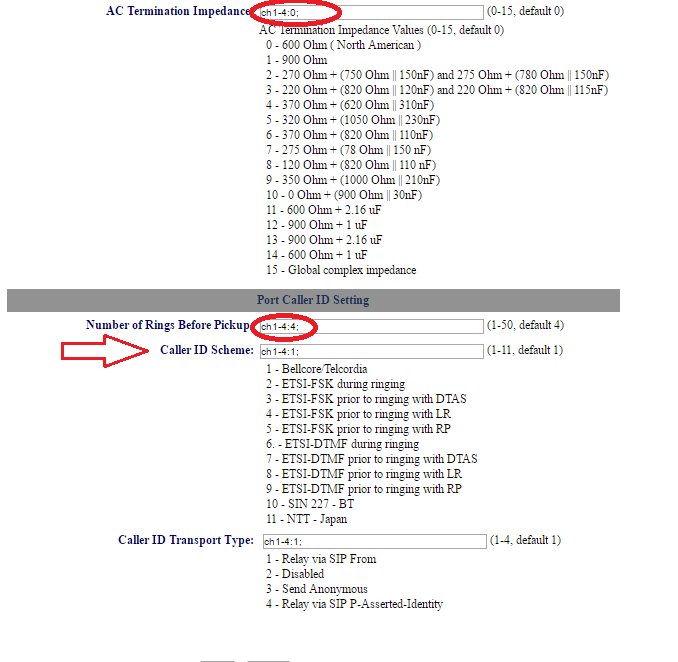 AC Termination Impedance ch1-4:0; (0-15, default 0)
AC Termination Impedance Values (0-15, default 0)
0 - 600 Ohm ( North American )
1 - 900 Ohm
2 - 270 Ohm + (750 Ohm || 150nF) and 275 Ohm + (780 Ohm || 150nF)
3 - 220 Ohm + (820 Ohm || 120nF) and 220 Ohm + (820 Ohm || 115nF)
4 - 370 Ohm + (620 Ohm || 310nF)
5 - 320 Ohm + (1050 Ohm || 230nF)
6 - 370 Ohm + (820 Ohm || 110nF)
7 - 275 Ohm + (78 Ohm || 150 nF)
8 - 120 Ohm + (820 Ohm || 110 nF)
9 - 350 Ohm + (1000 Ohm || 210nF)
10 - 0 Ohm + (900 Ohm || 30nF)
11 - 600 Ohm + 2.16 uF
12 - 900 Ohm + 1 uF
13 - 900 Ohm + 2.16 uF
14 - 600 Ohm + 1 uF
15 - Global complex impedance
Port Caller ID Setting
Number of Rings Before Pickup ch1-4:4; (1-50, default 4)
Caller ID Scheme: ch1-4:1; (1-11, default 1)
1 - Bellcore/Telcordia
2 - ETSI-FSK during ringing
3 - ETSI-FSK prior to ringing with DTAS
4 - ETSI-FSK prior to ringing with LR
5 - ETSI-FSK prior to ringing with RP
6. - ETSI-DTMF during ringing
7 - ETSI-DTMF prior to ringing with DTAS
8 - ETSI-DTMF prior to ringing with LR
9 - ETSI-DTMF prior to ringing with RP
10 - SIN 227 - BT
11 - NTT - Japan
Caller ID Transport Type: ch1-4:1; (1-4, default 1)
1 - Relay via SIP From
2 - Disabled
3 - Send Anonymous
4 - Relay via SIP P-Asserted-Identity